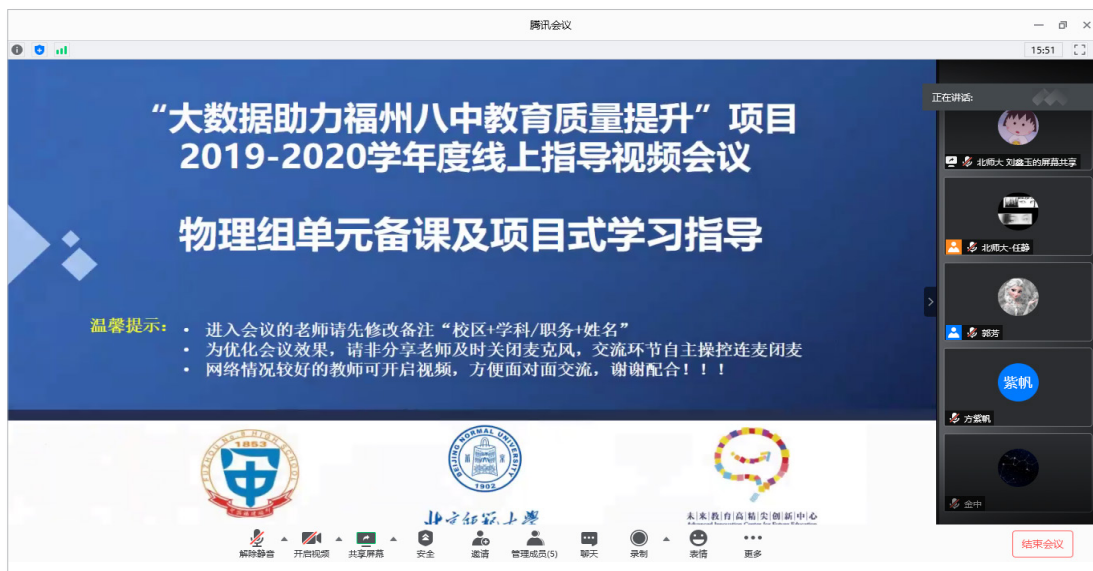 腾讯会议
15:51
“大数据助力福州八中教育质量提升”项目
2019-2020学年度线上指导视频会议
物理组单元备课及项目式学习指导
温馨提示:
• 进入会议的老师请先修改备注“校区+学科/职务+姓名”
• 为优化会议效果，请非分享老师及时关闭麦克风，交流环节自主操控连麦闭麦
• 网络情况较好的教师可开启视频，方便面对面交流，谢谢配合！！！
正在讲话:
北师大 刘鑫玉的屏幕共享
北师大-任静
郭芳
紫帆
方紫帆
金中
1853
BEIJING NORMAL UNIVERSITY
1902
北京师范大学
未|来|教|育|高|精|尖|创|新|中|心
Advanced Innovation Center for Future Education
解除静音
开启视频
共享屏幕
安全
邀请
管理成员(5)
聊天
录制
表情
更多
结束会议